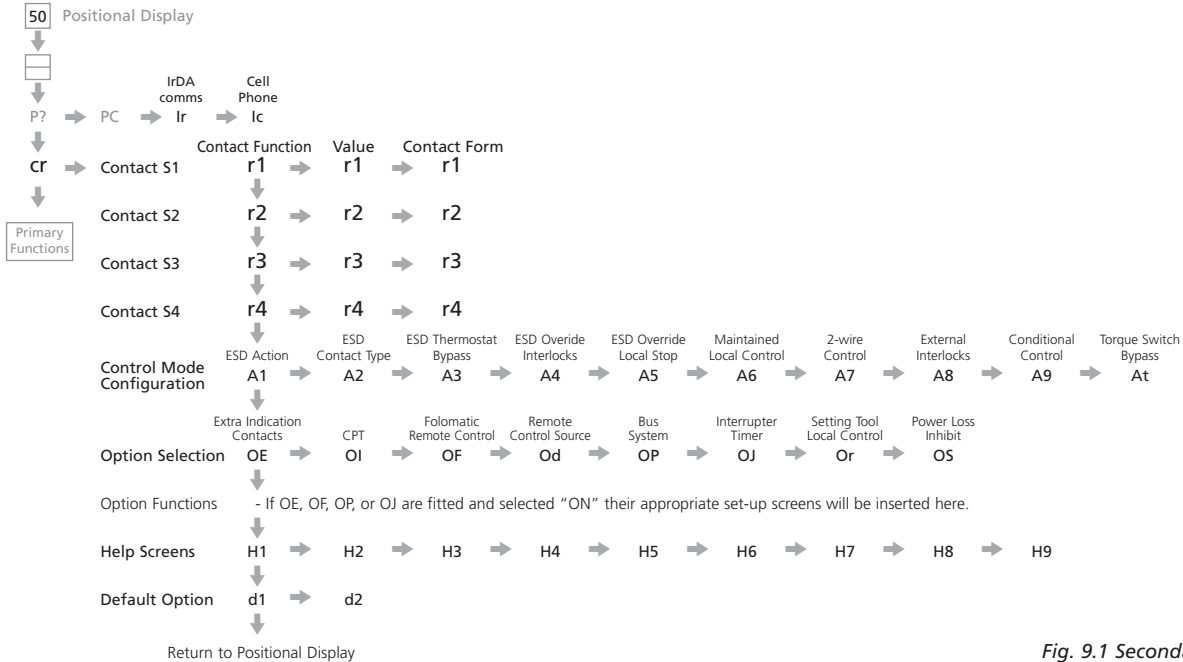 50 Positional Display
IrDA comms
Cell Phone
P? PC Ir Ic
Contact Function Value Contact Form
cr Contact S1 r1 r1 r1
Contact S2 r2 r2 r2
Primary Functions
Contact S3 r3 r3 r3
Contact S4 r4 r4 r4
ESD Action
ESD Contact Type
ESD Thermostat Bypass
ESD Overide Interlocks
ESD Override Local Stop
Maintained Local Control
2-wire Control
External Interlocks
Conditional Control
Torque Switch Bypass
Control Mode Configuration A1 A2 A3 A4 A5 A6 A7 A8 A9 At
Extra Indication Contacts
CPT
Folomatic Remote Control
Remote Control Source
Bus System
Interrupter Timer
Setting Tool Local Control
Power Loss Inhibit
Option Selection OE OI OF Od OP OJ Or OS
Option Functions - If OE, OF, OP, or OJ are fitted and selected “ON” their appropriate set-up screens will be inserted here.
Help Screens H1 H2 H3 H4 H5 H6 H7 H8 H9
Default Option d1 d2
Return to Positional Display
Fig. 9.1 Seconda